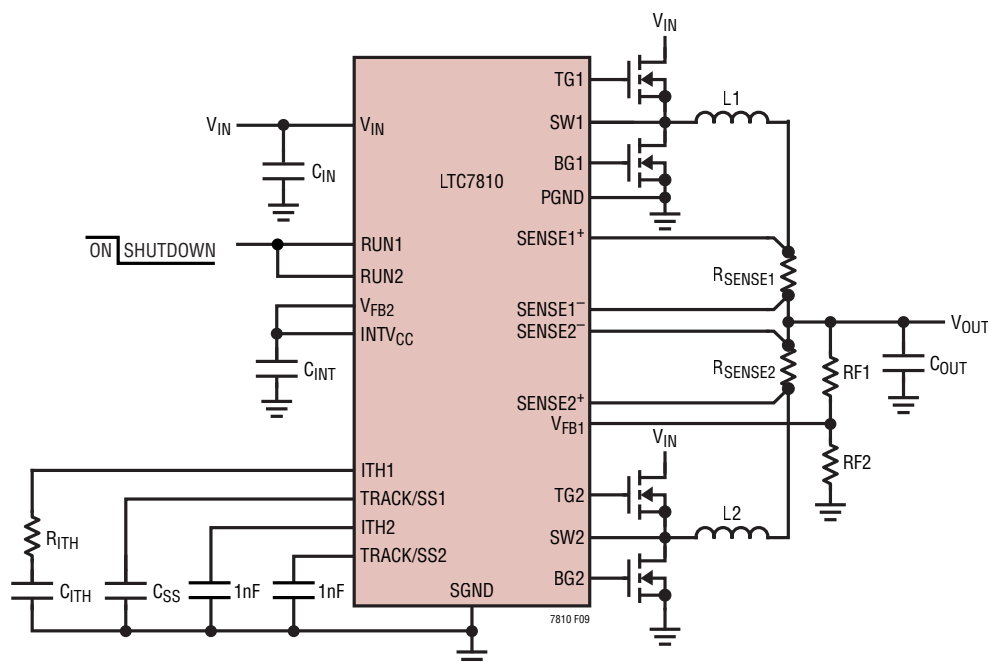 VIN
TG1
L1
VIN
VIN
SW1
CIN
LTC7810
BG1
PGND
ON SHUTDOWN
RUN1
SENSE1+
RSENSE1
RUN2
VFB2
SENSE1–
VOUT
INTVCC
SENSE2–
CINT
RSENSE2
RF1
COUT
SENSE2+
VFB1
VIN
RF2
ITH1
TRACK/SS1
TG2
L2
ITH2
SW2
RITH
TRACK/SS2
BG2
CITH
CSS
1nF
1nF
SGND
7810 F09